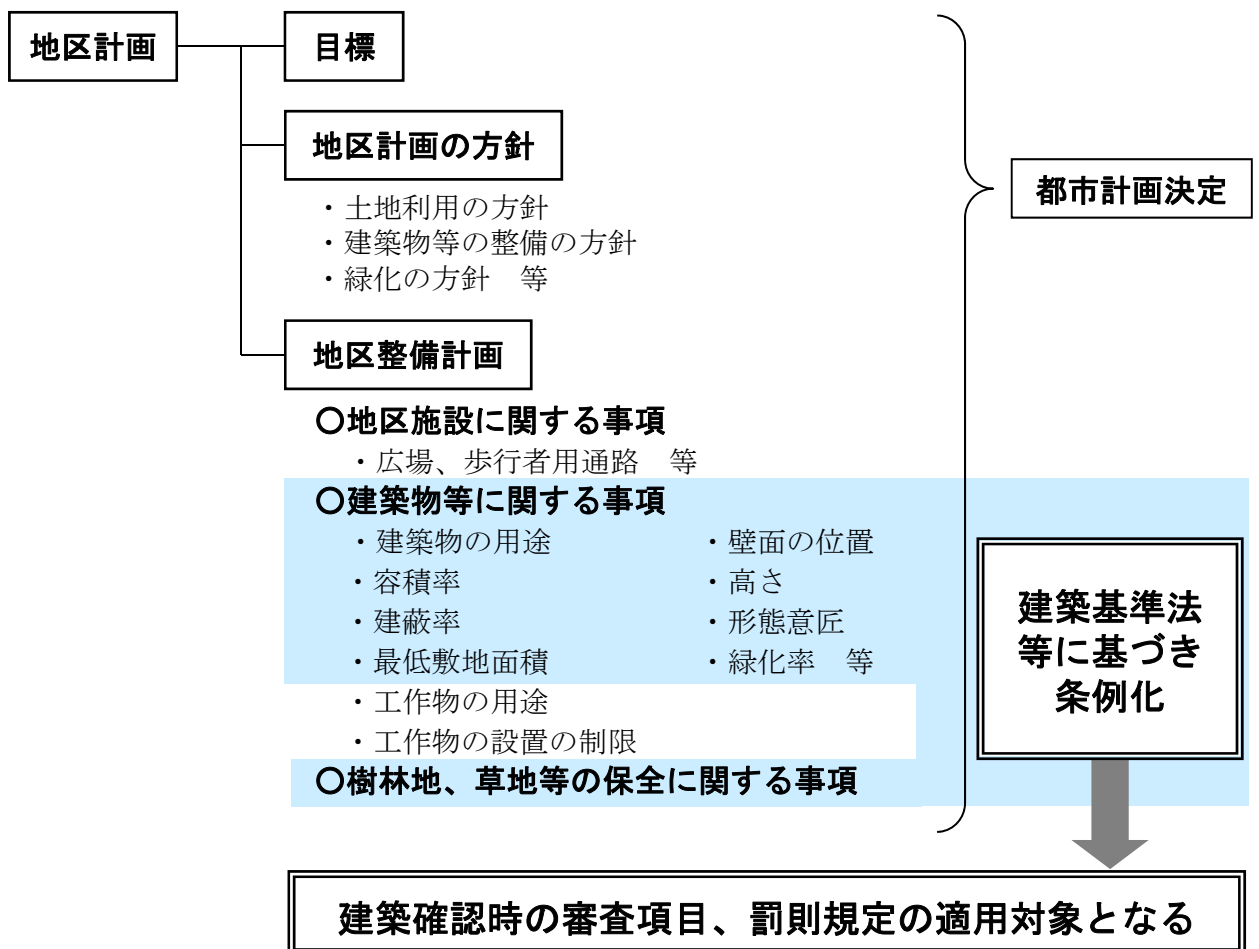 地区計画
目標
地区計画の方針
・土地利用の方針
・建築物等の整備の方針
・緑化の方針　等
都市計画決定
地区整備計画
〇地区施設に関する事項
・広場、歩行者用通路　等
〇建築物等に関する事項
・建築物の用途
・容積率
・建蔽率
・最低敷地面積
・壁面の位置
・高さ
・形態意匠
・緑化率　等
・工作物の用途
・工作物の設置の制限
〇樹林地、草地等の保全に関する事項
建築基準法
等に基づき
条例化
建築確認時の審査項目、罰則規定の適用対象となる